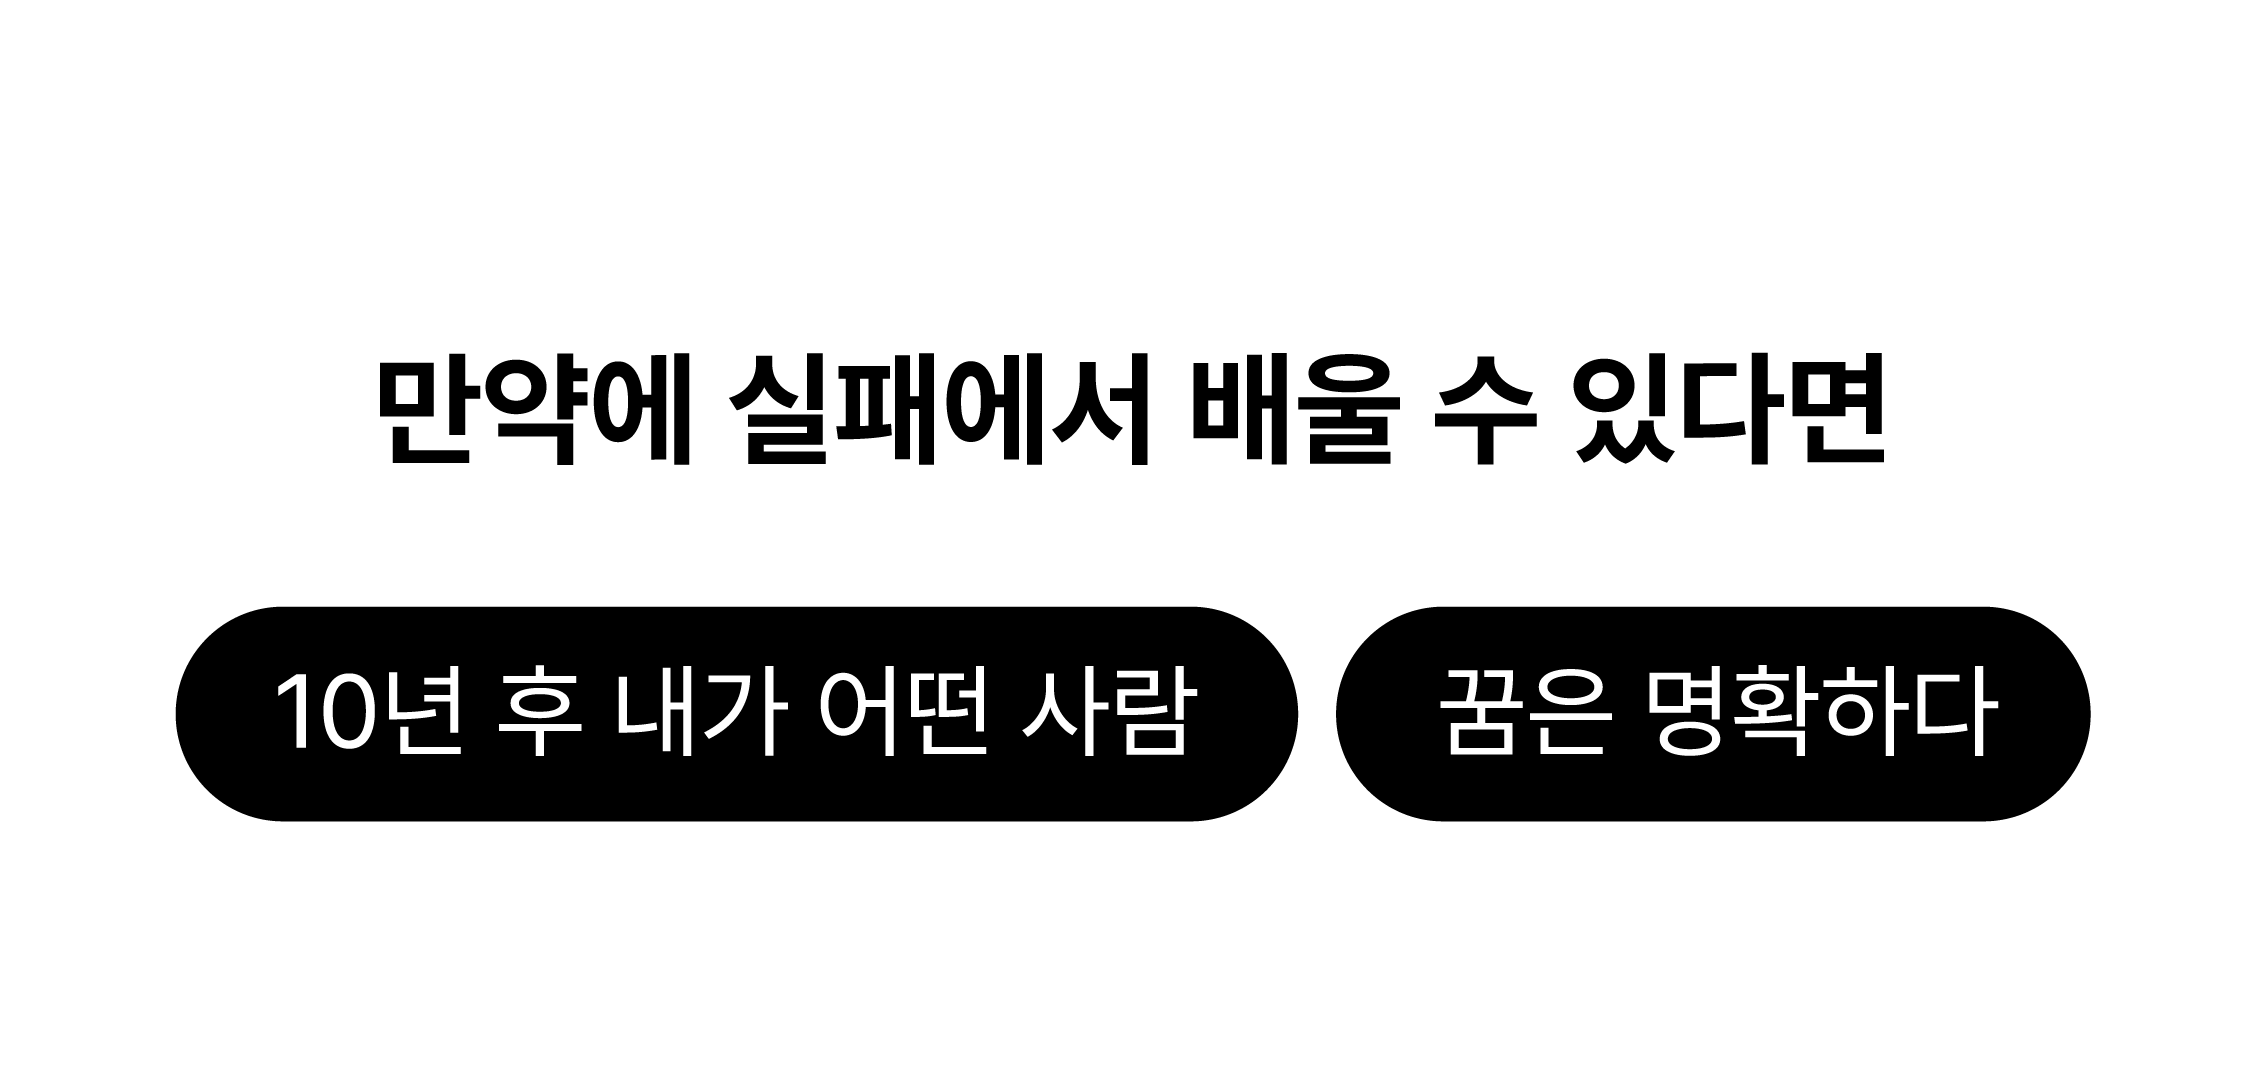 만약에 실패에서 배울 수 있다면
10년 후 내가 어떤 사람 꿈은 명확하다